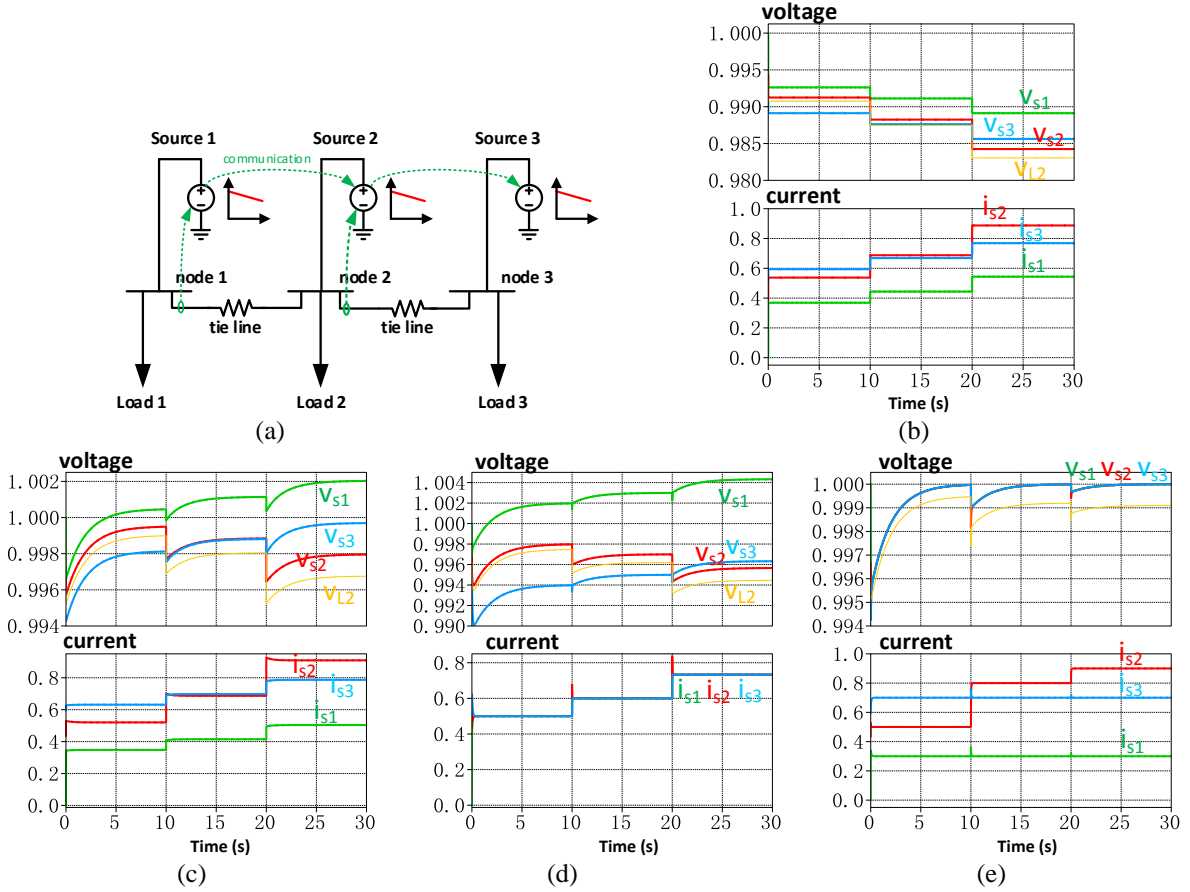 Source 1 Source 2 Source 3
communication
node 1 node 2 node 3
tie line tie line
Load 1 Load 2 Load 3
(a)
voltage
1.000
0.995
0.990
0.985
0.980
Vs1
Vs3
Vs2
VL2
current
1.0
0.8
0.6
0.4
0.2
0.0
is2
is3
is1
0 5 10 15 20 25 30
Time (s)
(b)
voltage
1.002
1.000
0.998
0.996
0.994
Vs1
Vs3
Vs2
VL2
current
0.8
0.6
0.4
0.2
0.0
is2
is3
is1
0 5 10 15 20 25 30
Time (s)
(c)
voltage
1.004
1.002
1.000
0.998
0.996
0.994
0.992
0.990
Vs1
Vs3
Vs2
VL2
current
0.8
0.6
0.4
0.2
0.0
is1 is2 is3
0 5 10 15 20 25 30
Time (s)
(d)
voltage
Vs1 Vs2 Vs3
1.000
0.999
0.998
0.997
0.996
0.995
0.994
current
1.0
0.8
0.6
0.4
0.2
0.0
is2
is3
is1
0 5 10 15 20 25 30
Time (s)
(e)